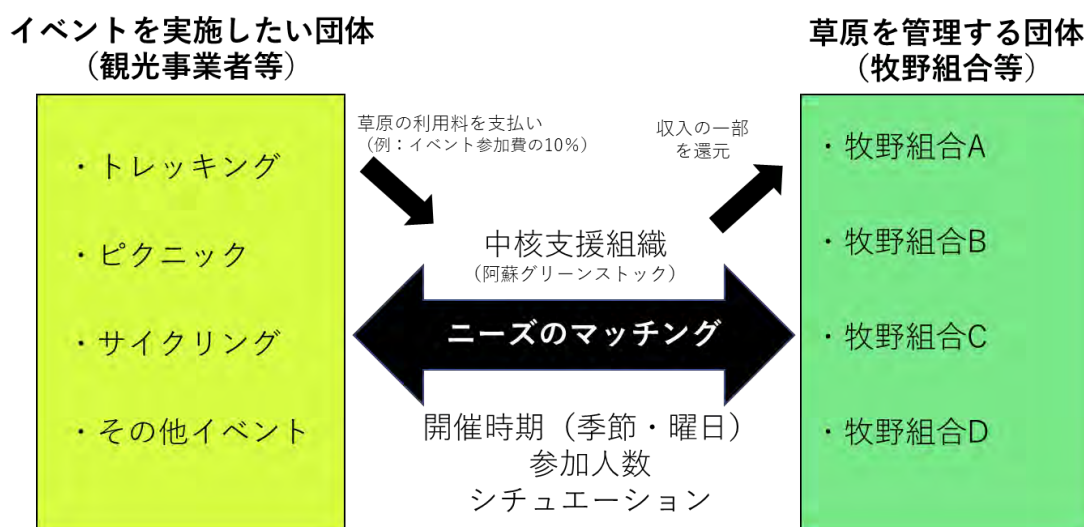 イベントを実施したい団体
（観光事業者等）
・トレッキング
・ピクニック
・サイクリング
・その他イベント
草原の利用料を支払い
（例：イベント参加費の10％）
収入の一部
を還元
中核支援組織
（阿蘇グリーンストック）
ニーズのマッチング
開催時期（季節・曜日）
参加人数
シチュエーション
草原を管理する団体
（牧野組合等）
・牧野組合A
・牧野組合B
・牧野組合C
・牧野組合D